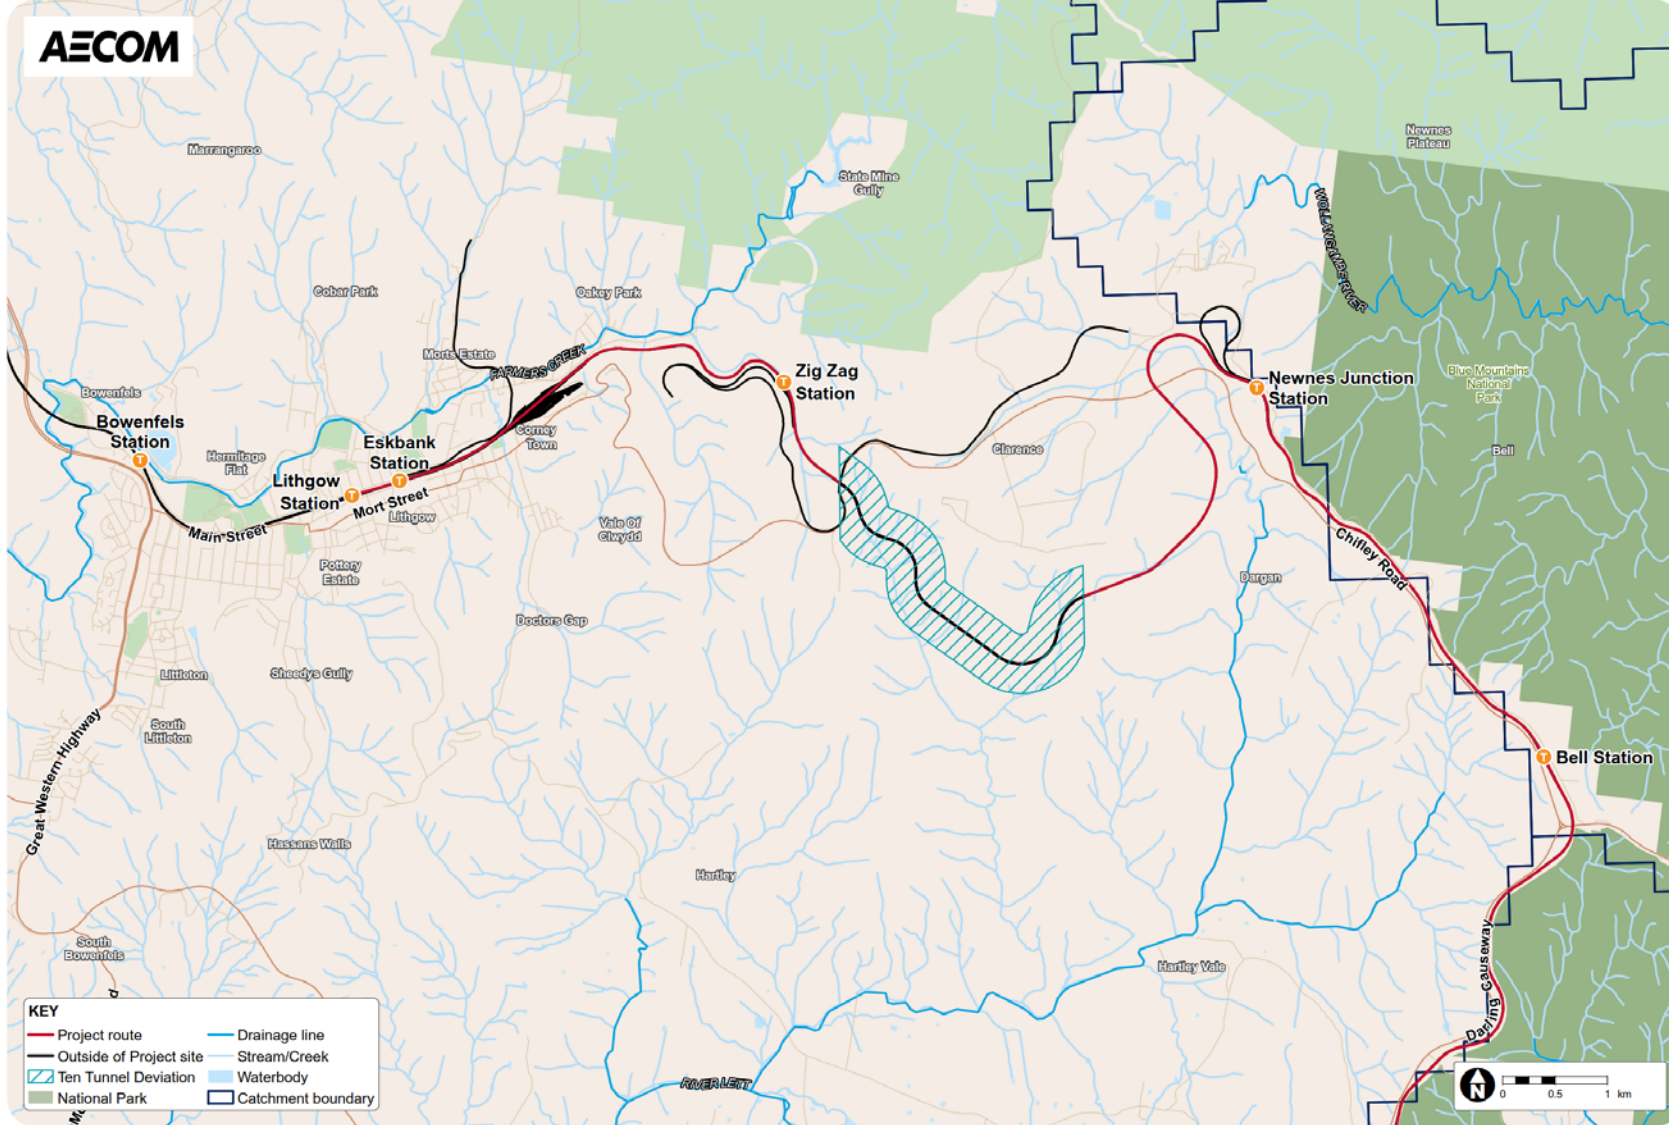 AECOM
Marrangaroo
State Mine
Gully
Newnes
Plateau
WOLLANGAMBE RIVER
Cobar Park
Oakey Park
Morts Estate
FARMERS CREEK
Zig Zag
Station
Newnes Junction
Station
Blue Mountains
National
Park
Bowenfels
Bowenfels
Station
Eskbank
Station
Corney
Town
Hermitage
Flat
Clarence
Bell
Lithgow
Station
Mort Street
Lithgow
Main Street
Vale Of
Clwydd
Chifley Road
Pottery
Estate
Dargan
Doctors Gap
Littleton
Sheedys Gully
South
Littleton
Great Western Highway
Bell Station
Hassans Walls
Hartley
South
Bowenfels
Hartley Vale
Darling Causeway
RIVER LETT
KEY
Project route
Outside of Project site
Ten Tunnel Deviation
National Park
Drainage line
Stream/Creek
Waterbody
Catchment boundary
N
0 0.5 1 km